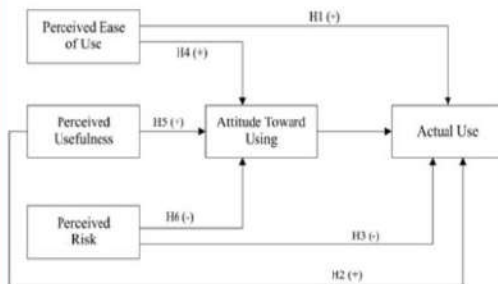 H1 (+)
Perceived Ease
of Use
H4 (+)
Perceived
Usefulness
H5 (+)
Attitude Toward
Using
Actual Use
Perceived
Risk
H6 (-)
H3 (-)
H2 (+)